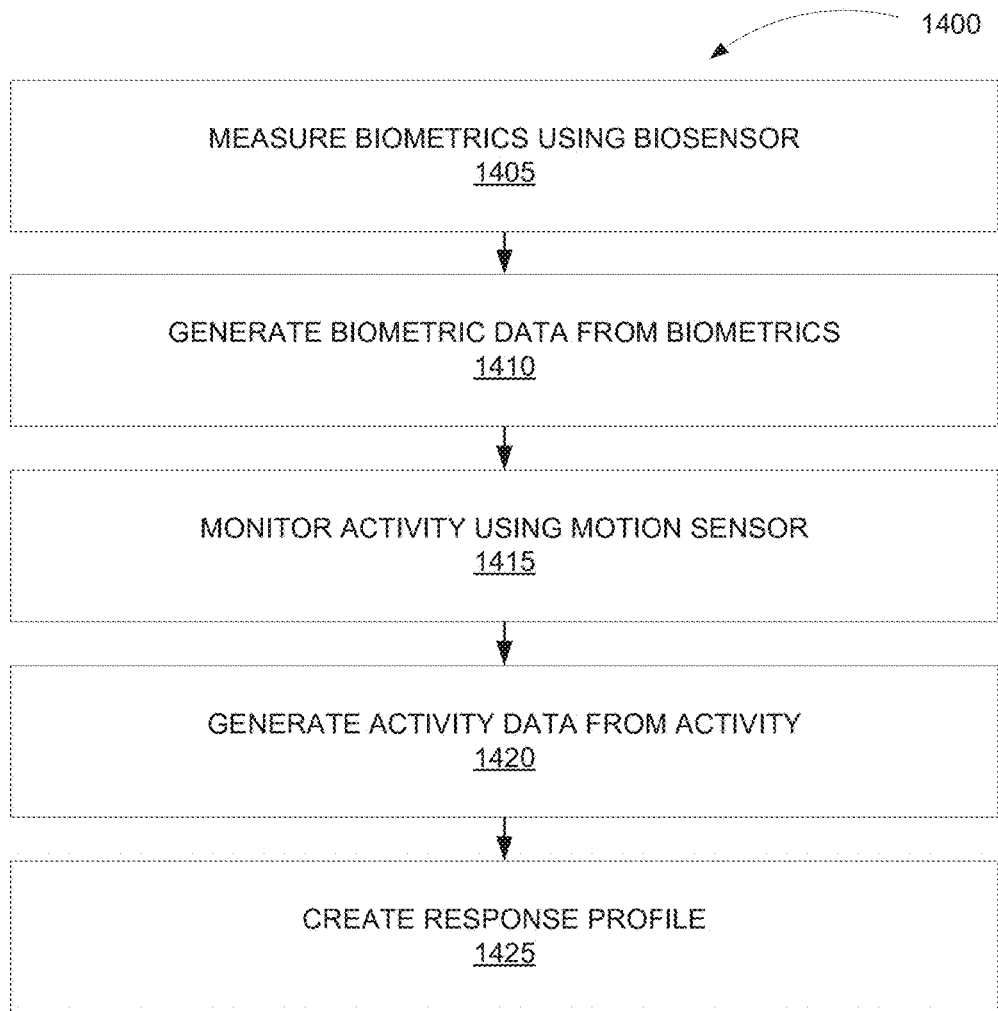 1400
MEASURE BIOMETRICS USING BIOSENSOR
1405
GENERATE BIOMETRIC DATA FROM BIOMETRICS
1410
MONITOR ACTIVITY USING MOTION SENSOR
1415
GENERATE ACTIVITY DATA FROM ACTIVITY
1420
CREATE RESPONSE PROFILE
1425